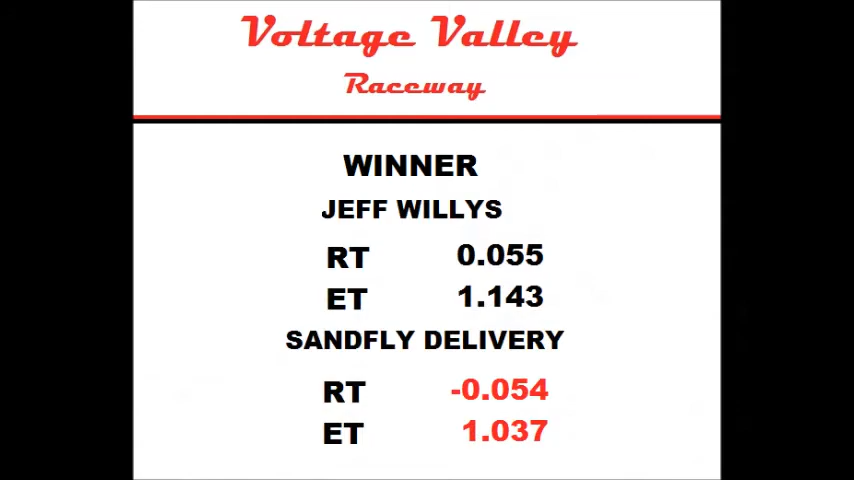 Voltage Valley
Raceway
WINNER
JEFF WILLYS
RT 0.055
ET 1.143
SANDFLY DELIVERY
RT -0.054
ET 1.037